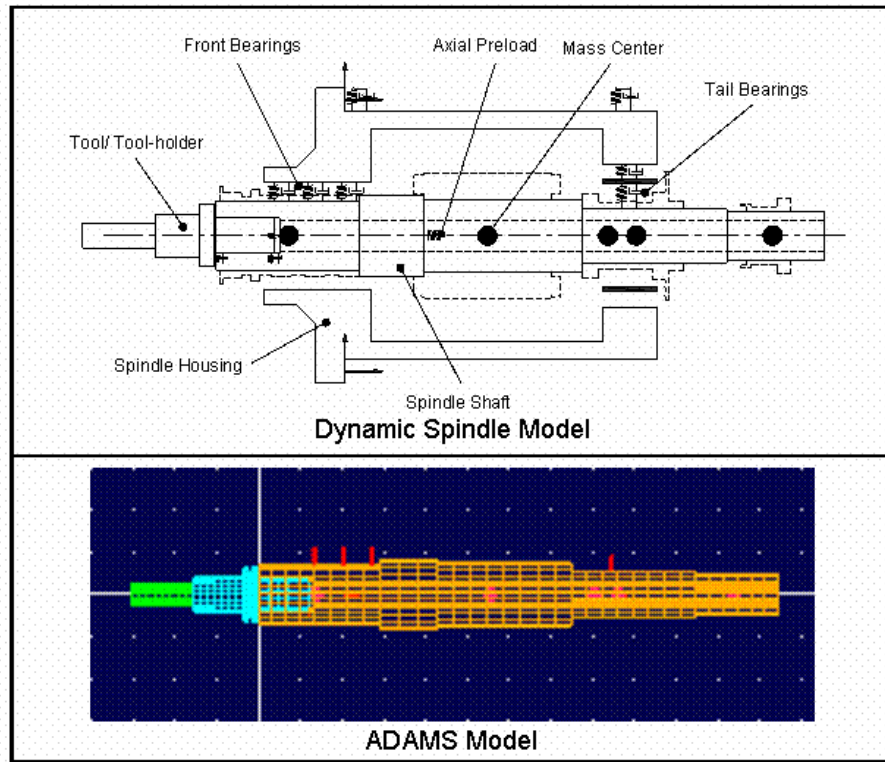 Front Bearings
Axial Preload
Mass Center
Tail Bearings
Tool/ Tool-holder
Spindle Housing
Spindle Shaft
Dynamic Spindle Model
ADAMS Model